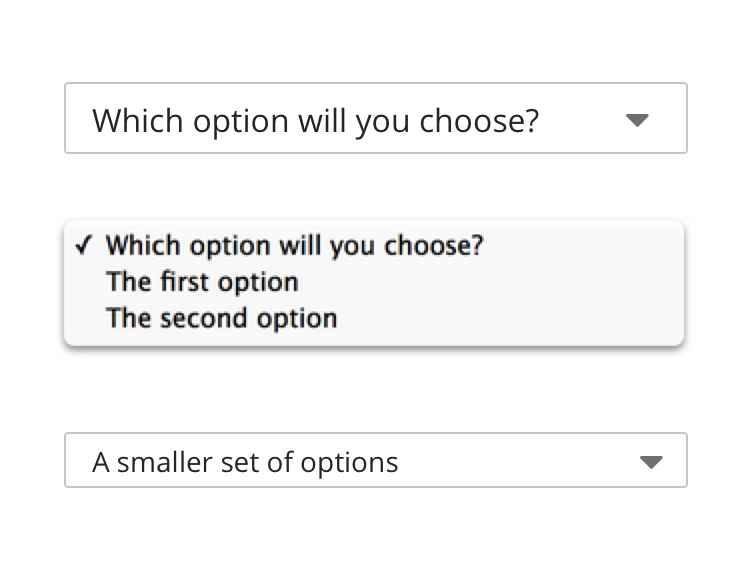 Which option will you choose?
✓ Which option will you choose?
The first option
The second option
A smaller set of options